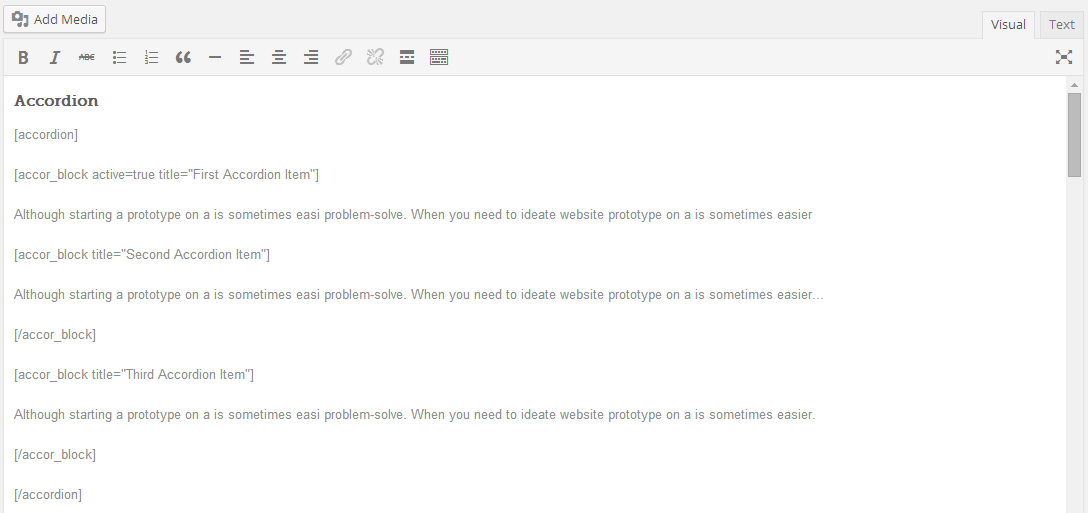 Add Media
Visual Text
B I ABC
Accordion
[accordion]
[accor_block active=true title="First Accordion Item"]
Although starting a prototype on a is sometimes easi problem-solve. When you need to ideate website prototype on a is sometimes easier
[accor_block title="Second Accordion Item"]
Although starting a prototype on a is sometimes easi problem-solve. When you need to ideate website prototype on a is sometimes easier...
[/accor_block]
[accor_block title="Third Accordion Item"]
Although starting a prototype on a is sometimes easi problem-solve. When you need to ideate website prototype on a is sometimes easier.
[/accor_block]
[/accordion]